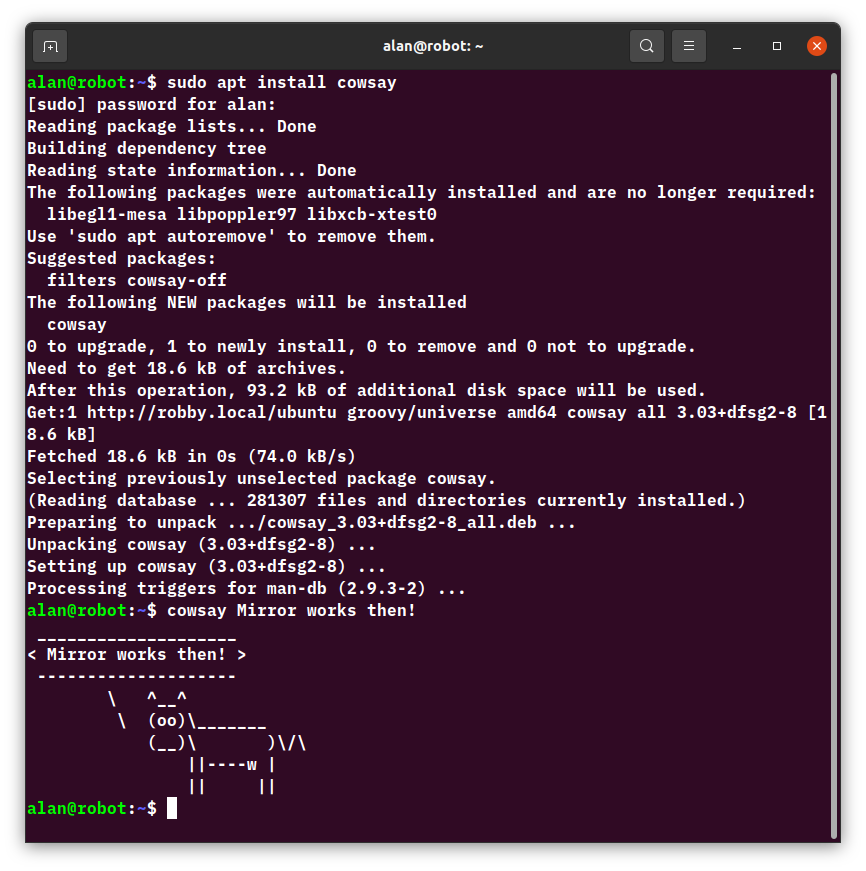 alan@robot: ~
alan@robot:~$ sudo apt install cowsay
[sudo] password for alan:
Reading package lists... Done
Building dependency tree
Reading state information... Done
The following packages were automatically installed and are no longer required:
  libegl1-mesa libpoppler97 libxcb-xtest0
Use 'sudo apt autoremove' to remove them.
Suggested packages:
  filters cowsay-off
The following NEW packages will be installed
  cowsay
0 to upgrade, 1 to newly install, 0 to remove and 0 not to upgrade.
Need to get 18.6 kB of archives.
After this operation, 93.2 kB of additional disk space will be used.
Get:1 http://robby.local/ubuntu groovy/universe amd64 cowsay all 3.03+dfsg2-8 [1
8.6 kB]
Fetched 18.6 kB in 0s (74.0 kB/s)
Selecting previously unselected package cowsay.
(Reading database ... 281307 files and directories currently installed.)
Preparing to unpack .../cowsay_3.03+dfsg2-8_all.deb ...
Unpacking cowsay (3.03+dfsg2-8) ...
Setting up cowsay (3.03+dfsg2-8) ...
Processing triggers for man-db (2.9.3-2) ...
alan@robot:~$ cowsay Mirror works then!
 ____________________
< Mirror works then! >
 --------------------
        \   ^__^
         \  (oo)\_______
            (__)\       )\/\
                ||----w |
                ||     ||
alan@robot:~$